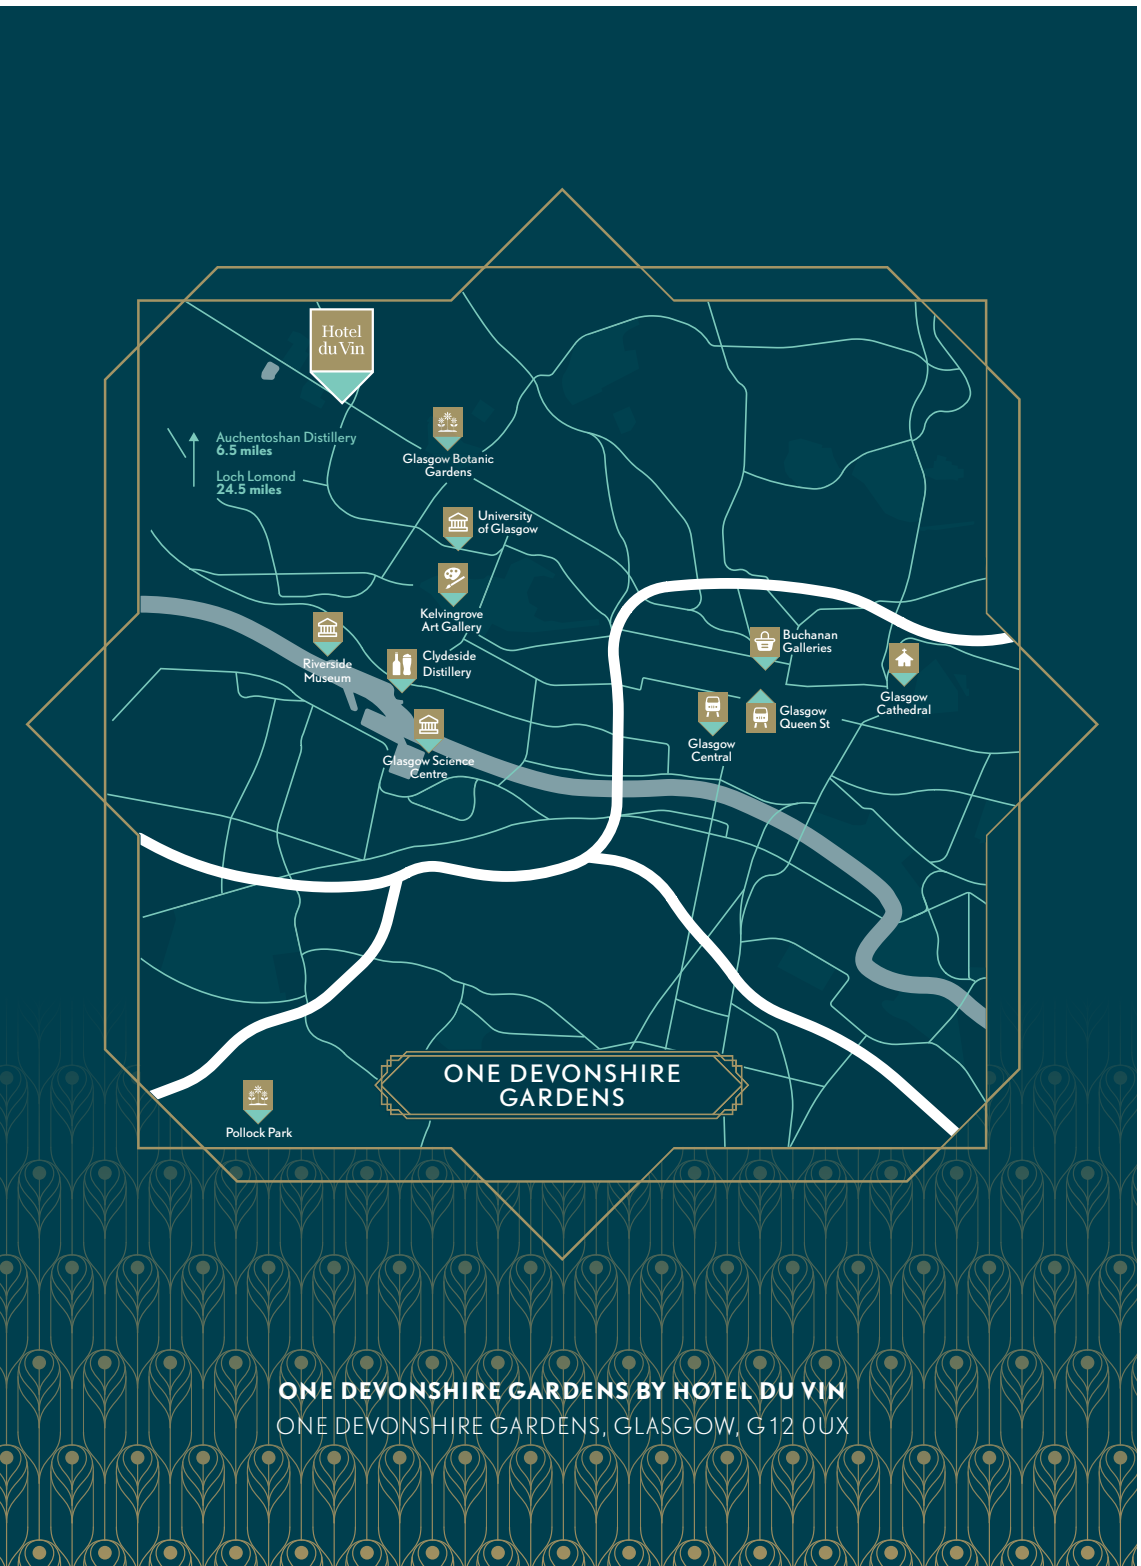 Hotel
du Vin
Auchentoshan Distillery
6.5 miles
Loch Lomond
24.5 miles
Glasgow Botanic
Gardens
University
of Glasgow
Kelvingrove
Art Gallery
Riverside
Museum
Clydeside
Distillery
Glasgow Science
Centre
Buchanan
Galleries
Glasgow
Cathedral
Glasgow
Queen St
Glasgow
Central
ONE DEVONSHIRE
GARDENS
Pollock Park
ONE DEVONSHIRE GARDENS BY HOTEL DU VIN
ONE DEVONSHIRE GARDENS, GLASGOW, G12 0UX